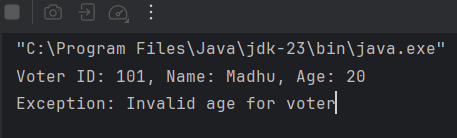 "C:\Program Files\Java\jdk-23\bin\java.exe"
Voter ID: 101, Name: Madhu, Age: 20
Exception: Invalid age for voter